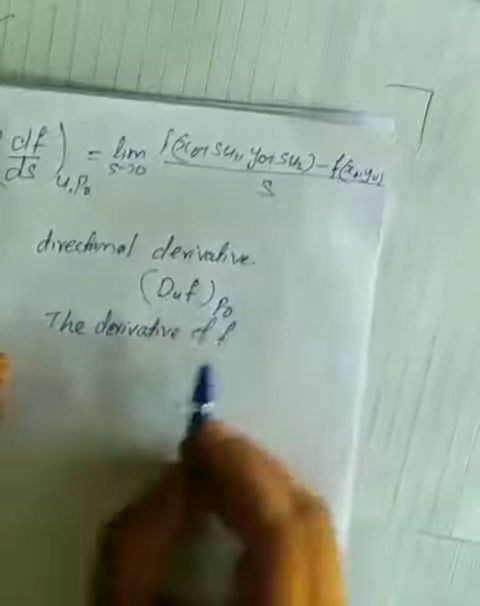 (df/ds)u,P₀ = lim s→0 f(x₀+su₁, y₀+su₂) - f(x₀,y₀) / s
directional derivative.
(Duf)P₀
The derivative of f